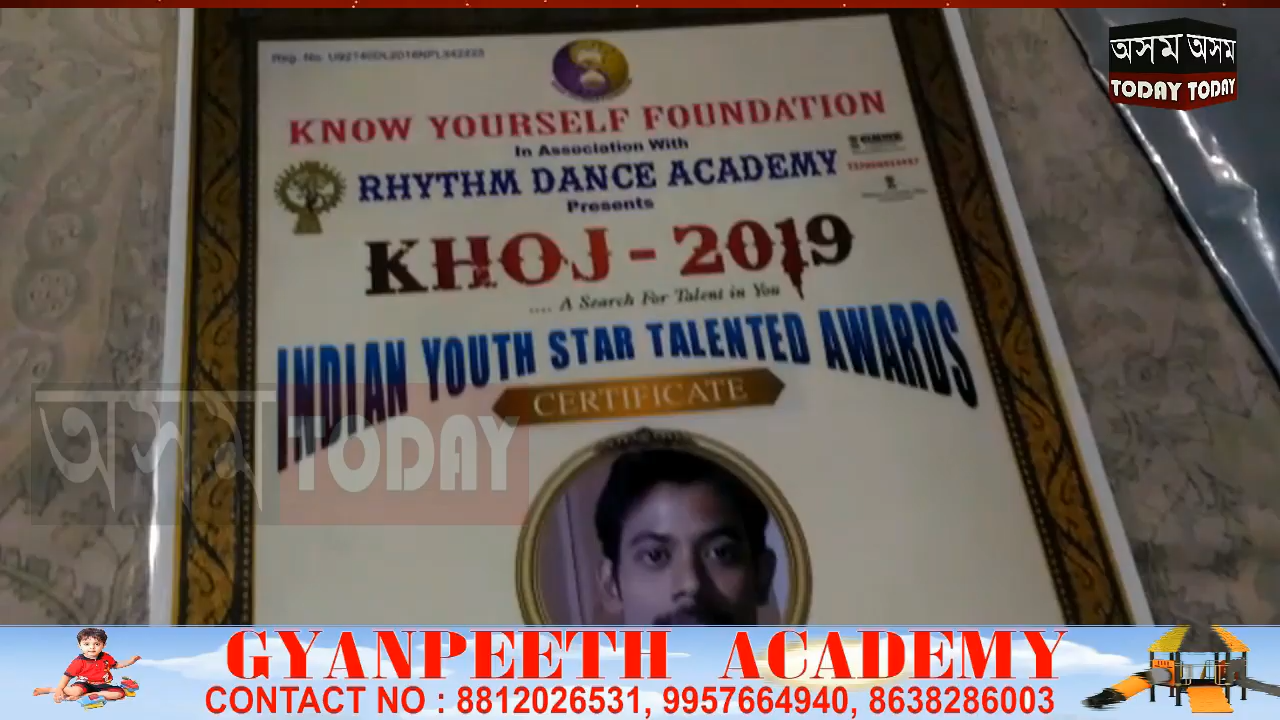 অসম অসম
TODAY TODAY
KNOW YOURSELF FOUNDATION
In Association With
RHYTHM DANCE ACADEMY
Presents
KHOJ - 2019
.... A Search For Talent in You
INDIAN YOUTH STAR TALENTED AWARDS
CERTIFICATE
অসম TODAY
GYANPEETH ACADEMY
CONTACT NO : 8812026531, 9957664940, 8638286003